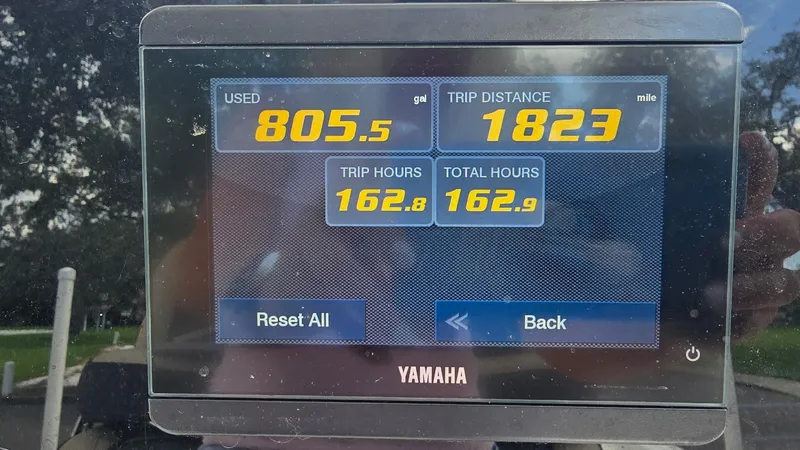 USED gal TRIP DISTANCE mile
805.5 1823
TRIP HOURS TOTAL HOURS
162.8 162.9
Reset All Back
YAMAHA